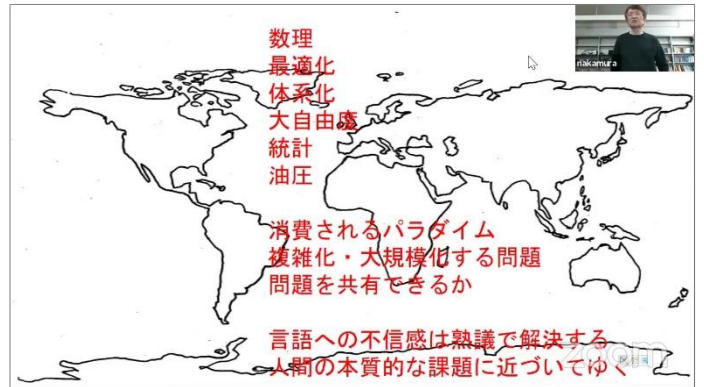 数理
nakamura
最適化
体系化
大自由度
統計
油圧
消費されるパラダイム
複雑化・大規模化する問題
問題を共有できるか
言語への不信感は熟議で解決する
zoom
人間の本質的な課題に近づいてゆく